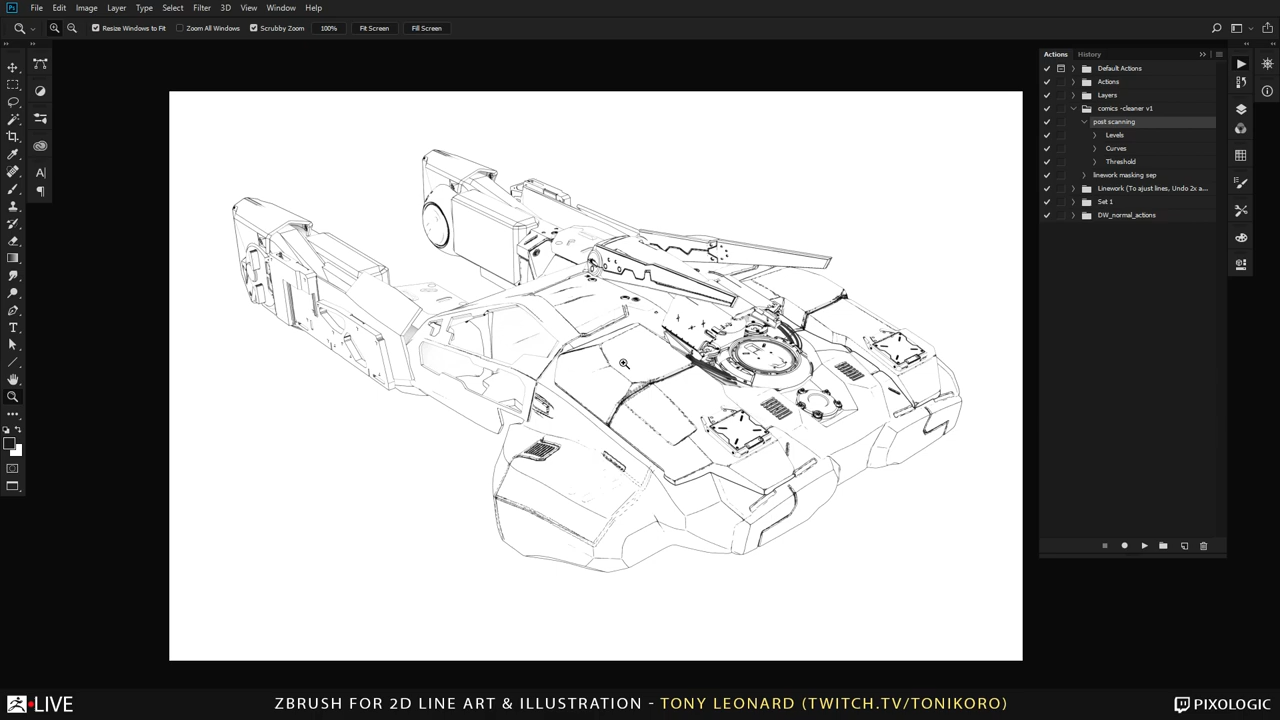 Ps File Edit Image Layer Type Select Filter 3D View Window Help
Resize Windows to Fit Zoom All Windows Scrubby Zoom 100% Fit Screen Fill Screen
Actions History
Default Actions
Actions
Layers
comics -cleaner v1
post scanning
Levels
Curves
Threshold
linework masking sep
Linework (To ajust lines, Undo 2x a...
Set 1
DW_normal_actions
LIVE ZBRUSH FOR 2D LINE ART & ILLUSTRATION - TONY LEONARD (TWITCH.TV/TONIKORO) PIXOLOGIC